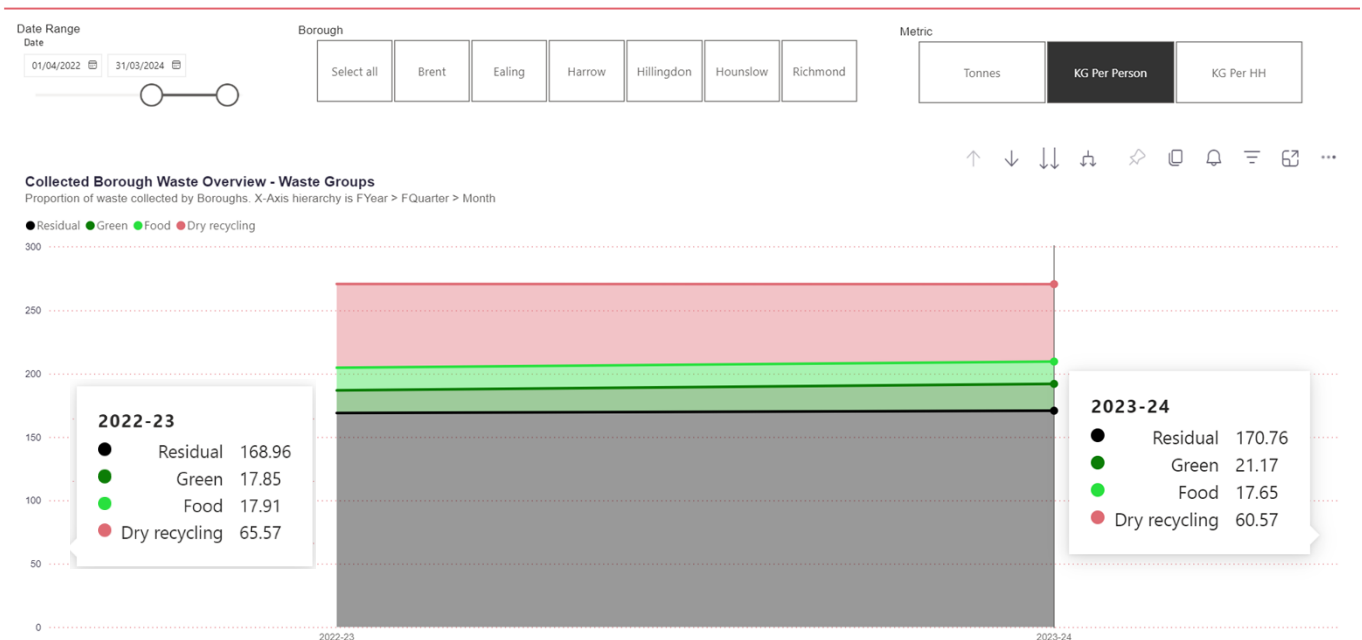 Date Range
Date
01/04/2022 31/03/2024
Borough
Select all Brent Ealing Harrow Hillingdon Hounslow Richmond
Metric
Tonnes KG Per Person KG Per HH
Collected Borough Waste Overview - Waste Groups
Proportion of waste collected by Boroughs. X-Axis hierarchy is FYear > FQuarter > Month
Residual Green Food Dry recycling
300
250
200
150
100
50
0
2022-23
Residual 168.96
Green 17.85
Food 17.91
Dry recycling 65.57
2023-24
Residual 170.76
Green 21.17
Food 17.65
Dry recycling 60.57
2022-23 2023-24